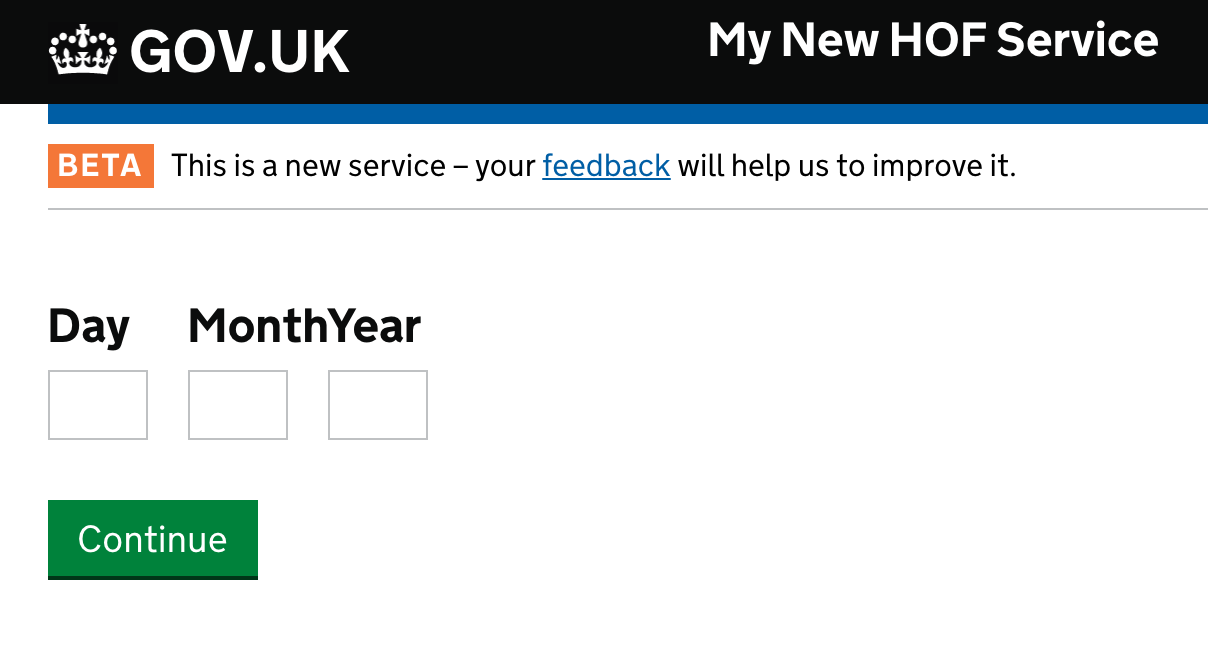 GOV.UK
My New HOF Service
BETA This is a new service – your feedback will help us to improve it.
Day MonthYear
Continue